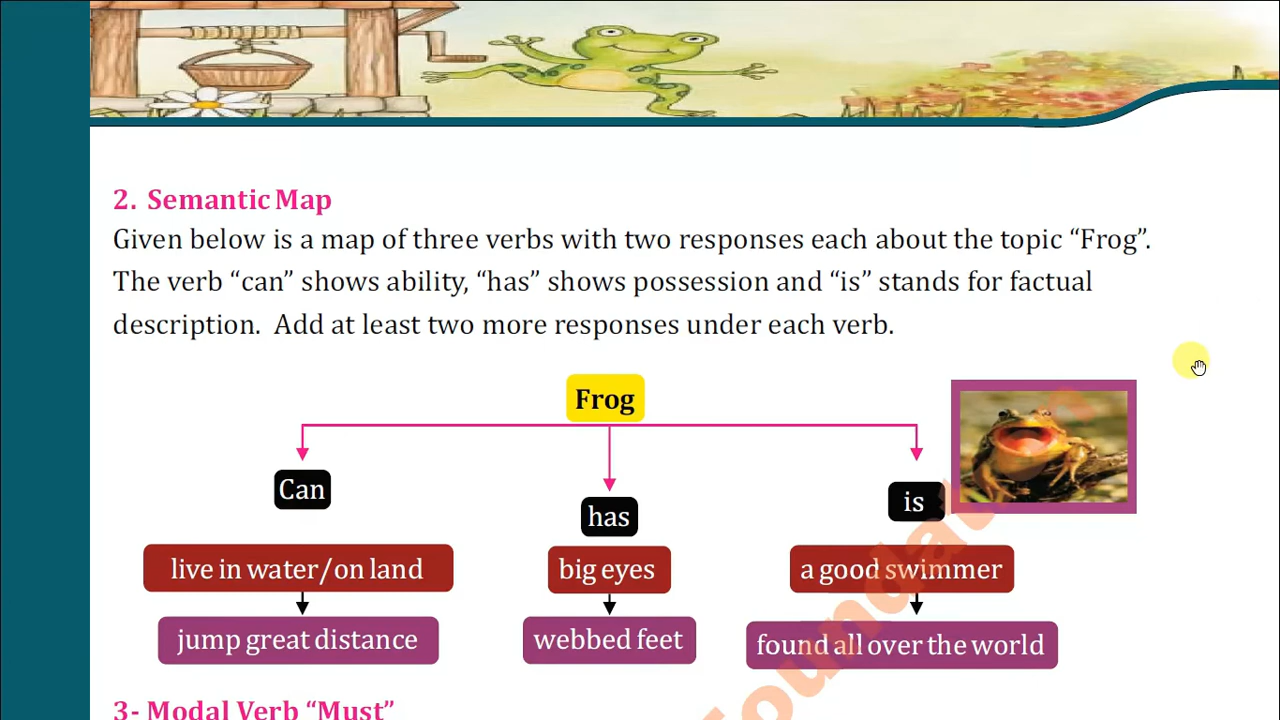 2. Semantic Map
Given below is a map of three verbs with two responses each about the topic “Frog”.
The verb “can” shows ability, “has” shows possession and “is” stands for factual
description. Add at least two more responses under each verb.
Frog
Can
has
is
live in water/on land
big eyes
a good swimmer
jump great distance
webbed feet
found all over the world
3- Modal Verb “Must”